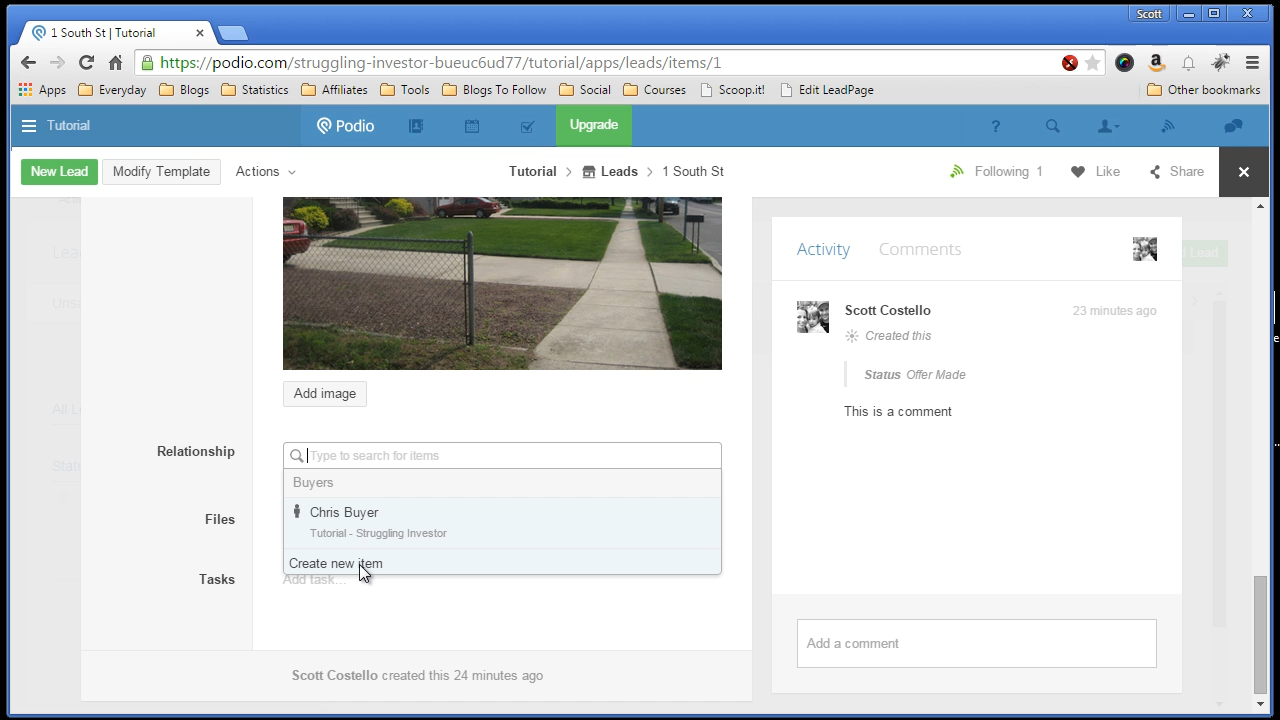 Scott
1 South St | Tutorial
https://podio.com/struggling-investor-bueuc6ud77/tutorial/apps/leads/items/1
Apps Everyday Blogs Statistics Affiliates Tools Blogs To Follow Social Courses Scoop.it! Edit LeadPage Other bookmarks
Tutorial Podio Upgrade ?
New Lead Modify Template Actions Tutorial > Leads > 1 South St Following 1 Like Share
Activity Comments
Lead
Scott Costello 23 minutes ago
Created this
Status Offer Made
This is a comment
Add image
Relationship Type to search for items
Buyers
Chris Buyer
Files
Tutorial - Struggling Investor
Create new item
Tasks Add task...
Add a comment
Scott Costello created this 24 minutes ago